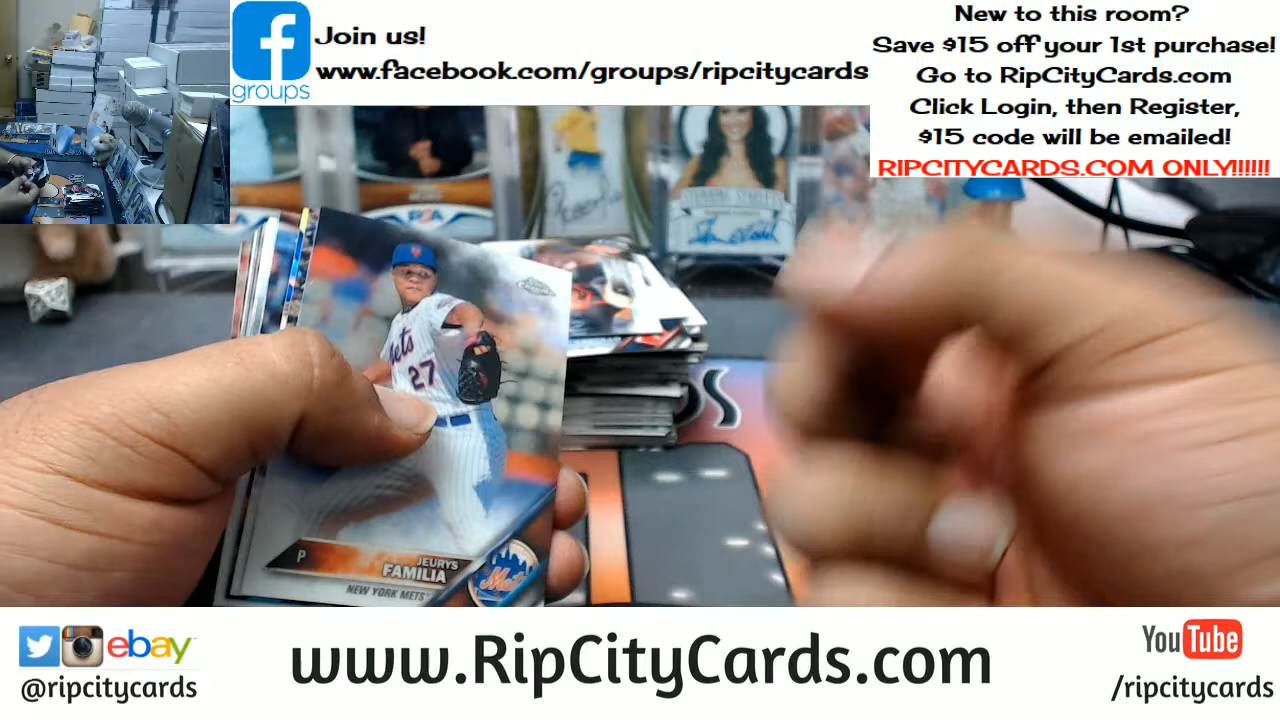 Join us!
www.facebook.com/groups/ripcitycards
groups
New to this room?
Save $15 off your 1st purchase!
Go to RipCityCards.com
Click Login, then Register,
$15 code will be emailed!
RIPCITYCARDS.COM ONLY!!!!!!
Mets
27
P
JEURYS
FAMILIA
NEW YORK METS
Mets
ebay
@ripcitycards
www.RipCityCards.com
YouTube
/ripcitycards